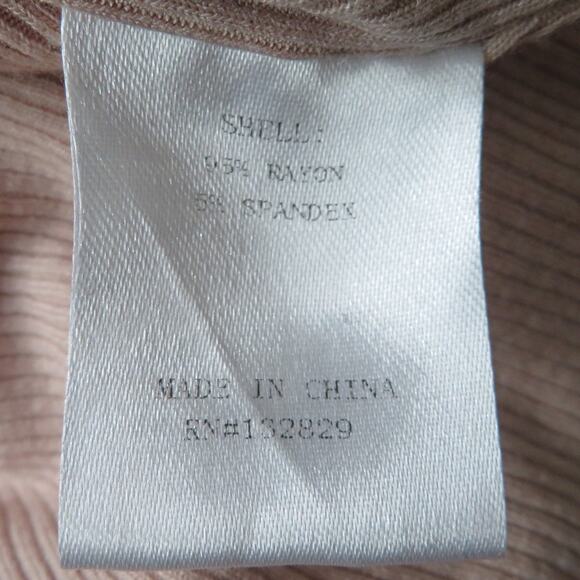 SHELL:
95% RAYON
5% SPANDEX
MADE IN CHINA
RN#132829